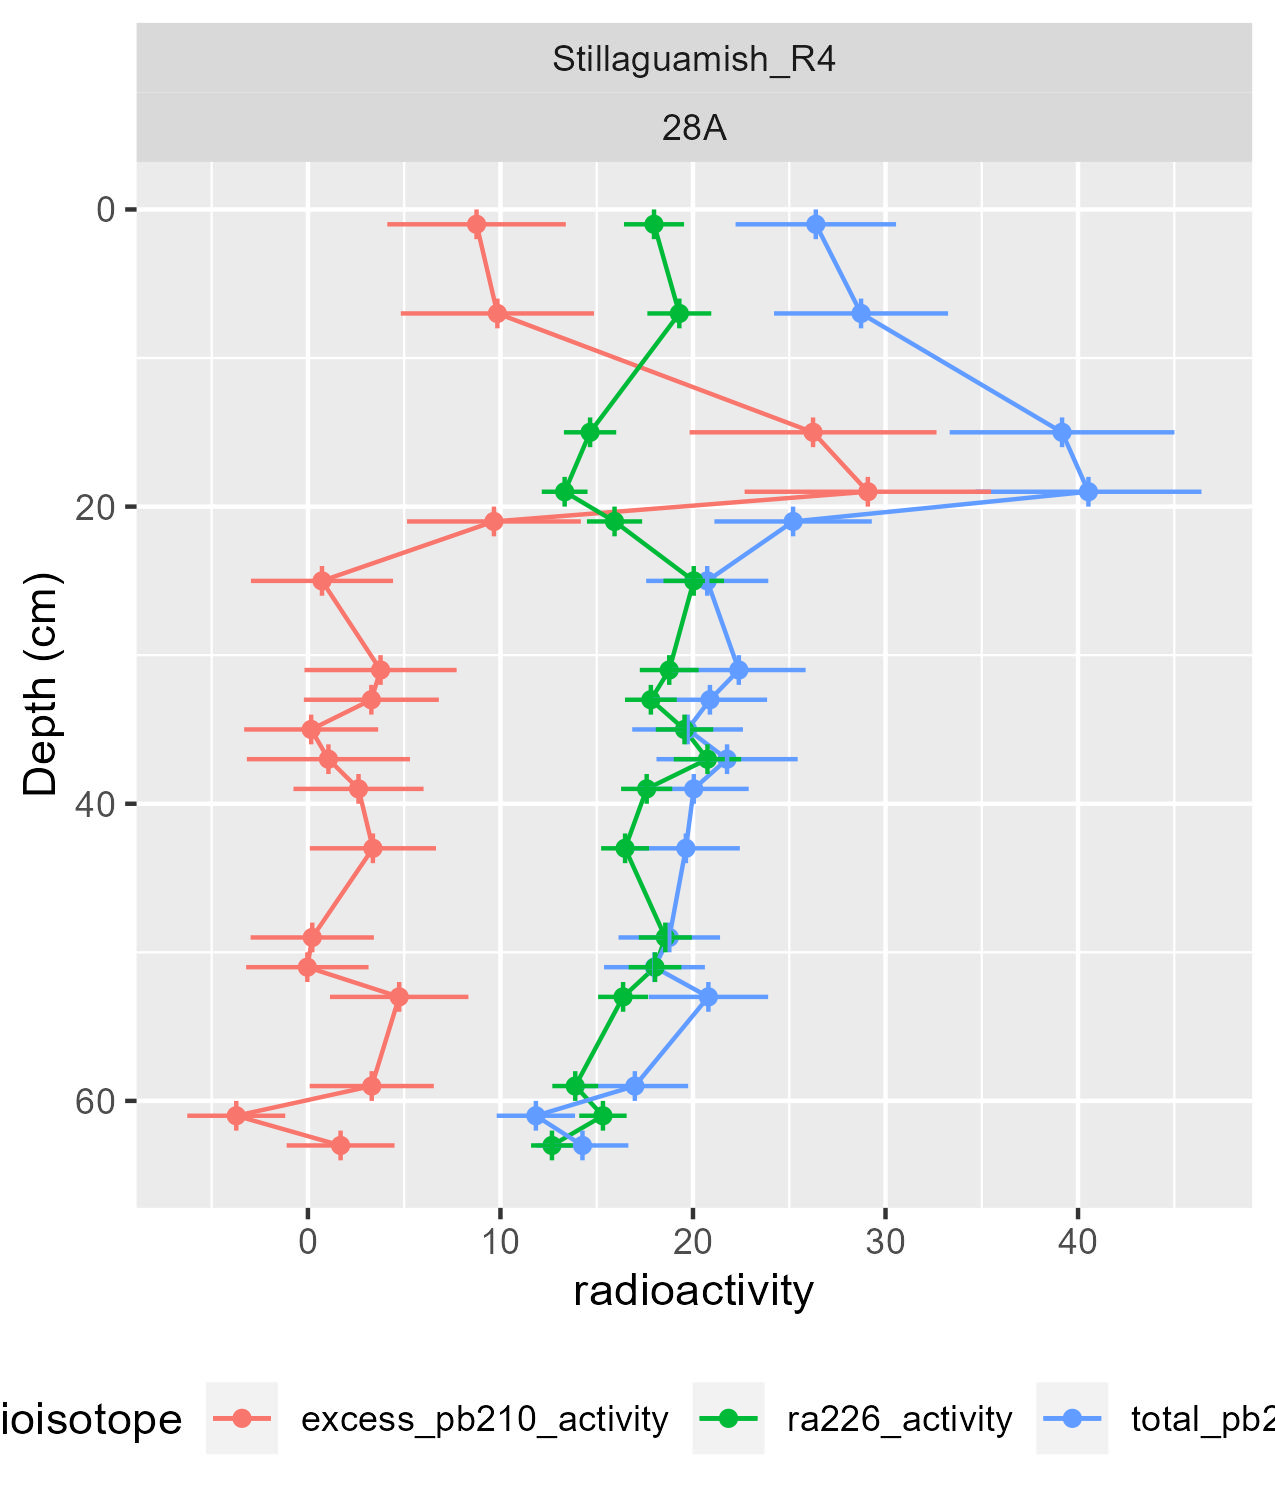 Stillaguamish_R4
28A
0
20
40
60
Depth (cm)
0 10 20 30 40
radioactivity
ioisotope excess_pb210_activity ra226_activity total_pb2